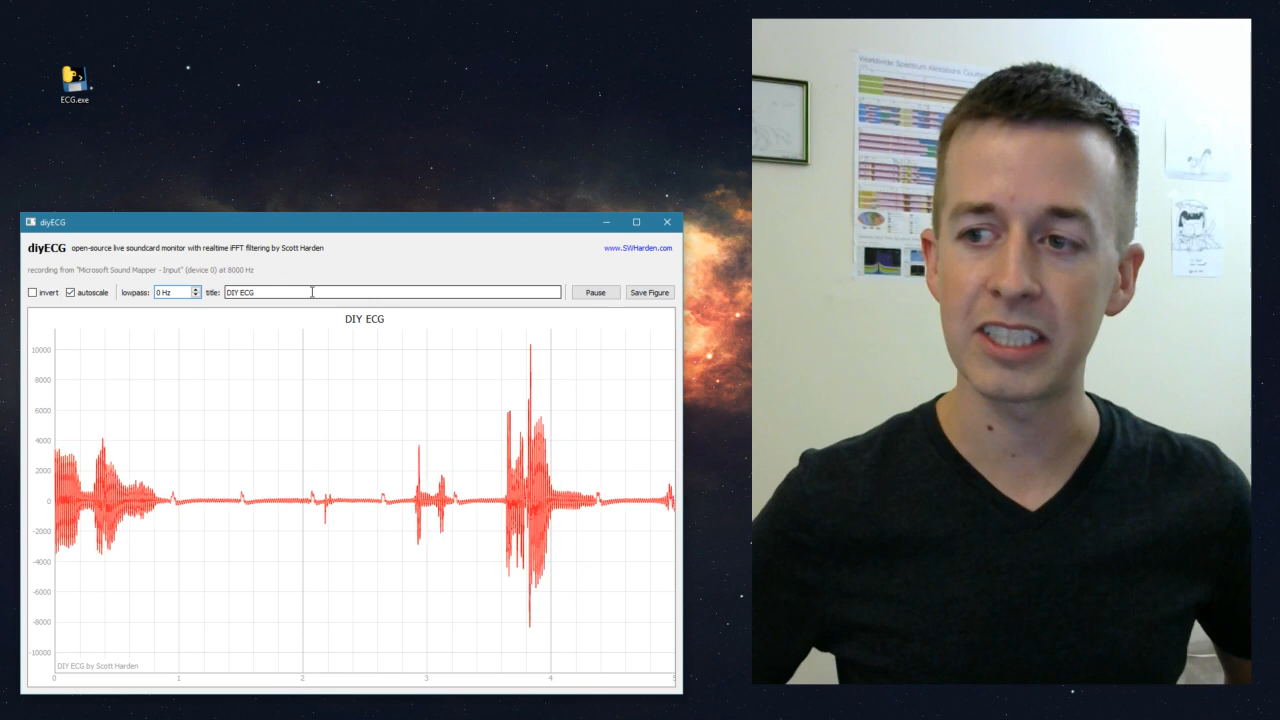 ECG.exe
diyECG
diyECG open-source live soundcard monitor with realtime iFFT filtering by Scott Harden
www.SWHarden.com
recording from "Microsoft Sound Mapper - Input" (device 0) at 8000 Hz
invert autoscale lowpass: 0 Hz title: DIY ECG Pause Save Figure
DIY ECG
10000
8000
6000
4000
2000
0
-2000
-4000
-6000
-8000
-10000
DIY ECG by Scott Harden
0 1 2 3 4 5
Worldwide Spectrum Allocations